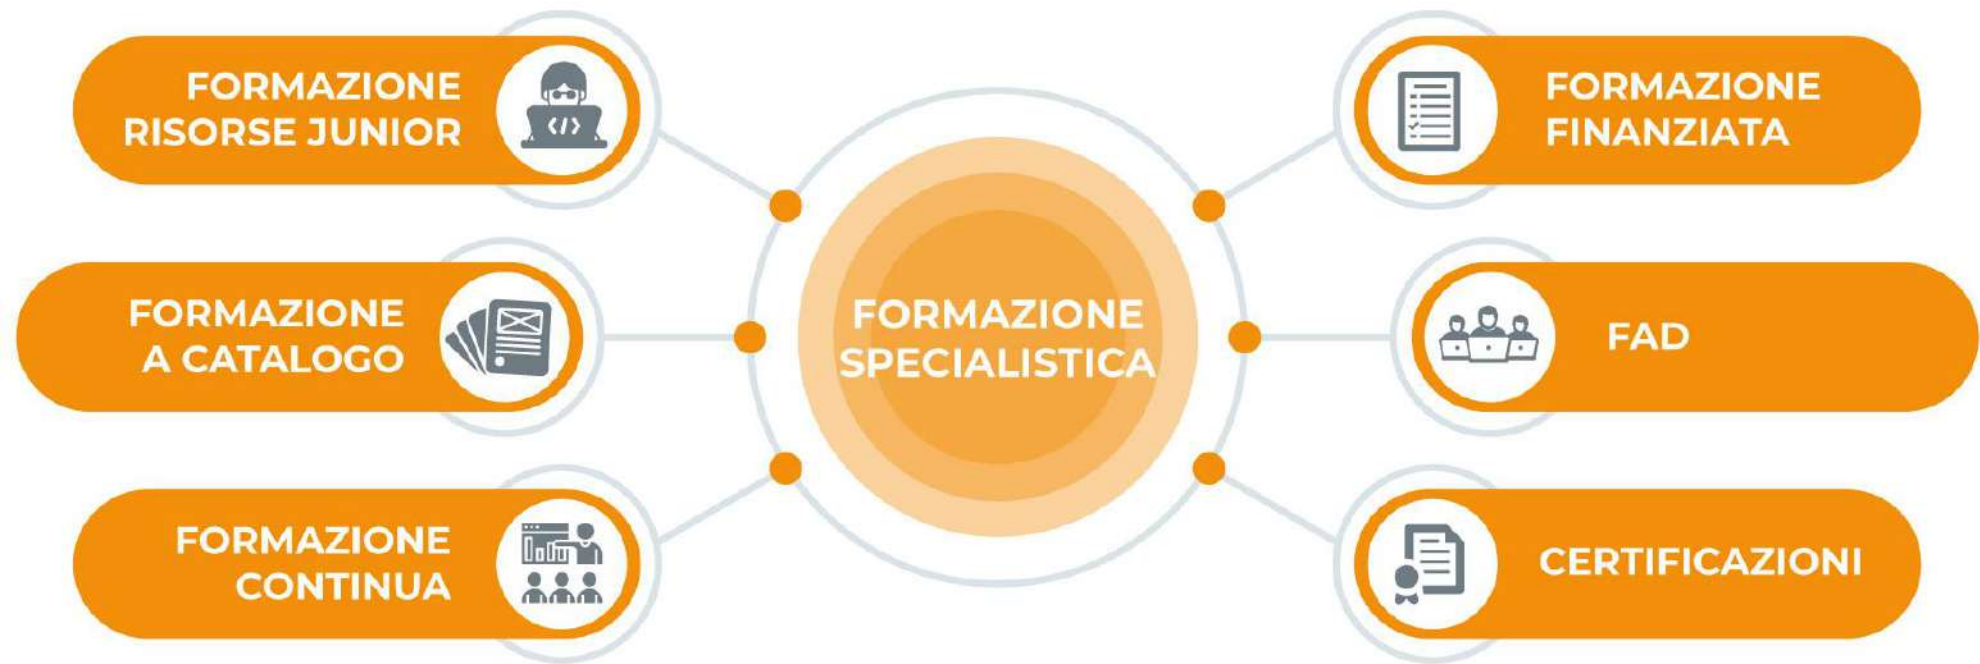 FORMAZIONE
RISORSE JUNIOR
</>
FORMAZIONE
A CATALOGO
FORMAZIONE
CONTINUA
FORMAZIONE
SPECIALISTICA
FORMAZIONE
FINANZIATA
FAD
CERTIFICAZIONI